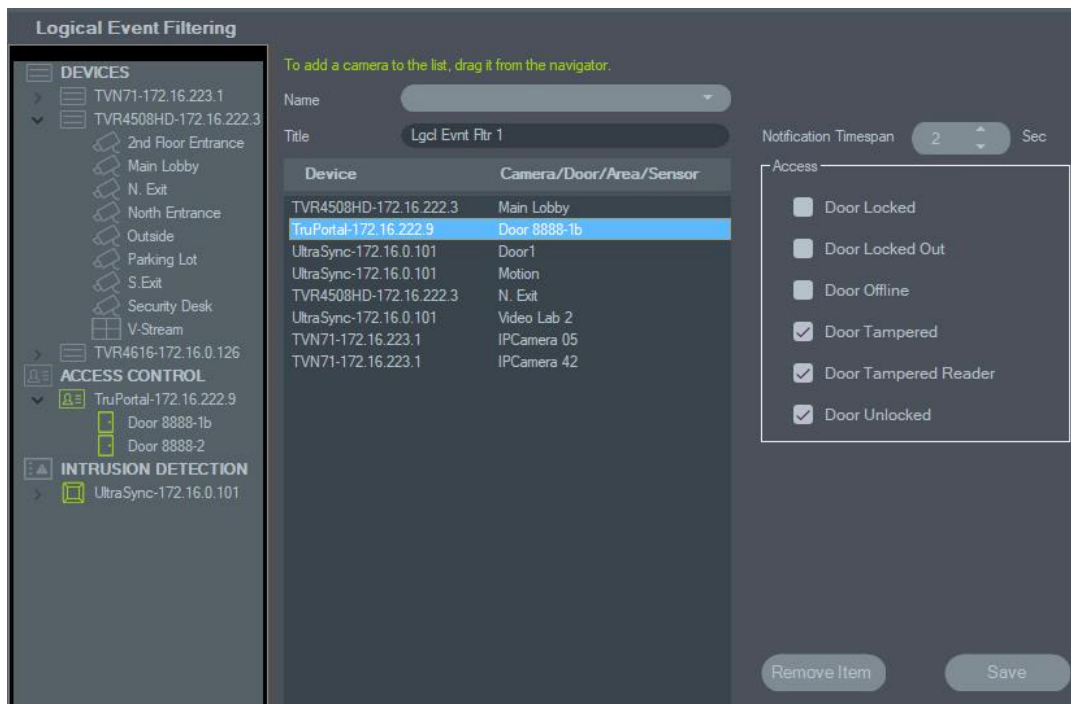 Logical Event Filtering
DEVICES
TVN71-172.16.223.1
TVR4508HD-172.16.222.3
2nd Floor Entrance
Main Lobby
N. Exit
North Entrance
Outside
Parking Lot
S.Exit
Security Desk
V-Stream
TVR4616-172.16.0.126
ACCESS CONTROL
TruPortal-172.16.222.9
Door 8888-1b
Door 8888-2
INTRUSION DETECTION
UltraSync-172.16.0.101
To add a camera to the list, drag it from the navigator.
Name
Title Lgcl Evnt Fltr 1
Device Camera/Door/Area/Sensor
TVR4508HD-172.16.222.3 Main Lobby
TruPortal-172.16.222.9 Door 8888-1b
UltraSync-172.16.0.101 Door1
UltraSync-172.16.0.101 Motion
TVR4508HD-172.16.222.3 N. Exit
UltraSync-172.16.0.101 Video Lab 2
TVN71-172.16.223.1 IPCamera 05
TVN71-172.16.223.1 IPCamera 42
Notification Timespan 2 Sec
Access
Door Locked
Door Locked Out
Door Offline
Door Tampered
Door Tampered Reader
Door Unlocked
Remove Item Save